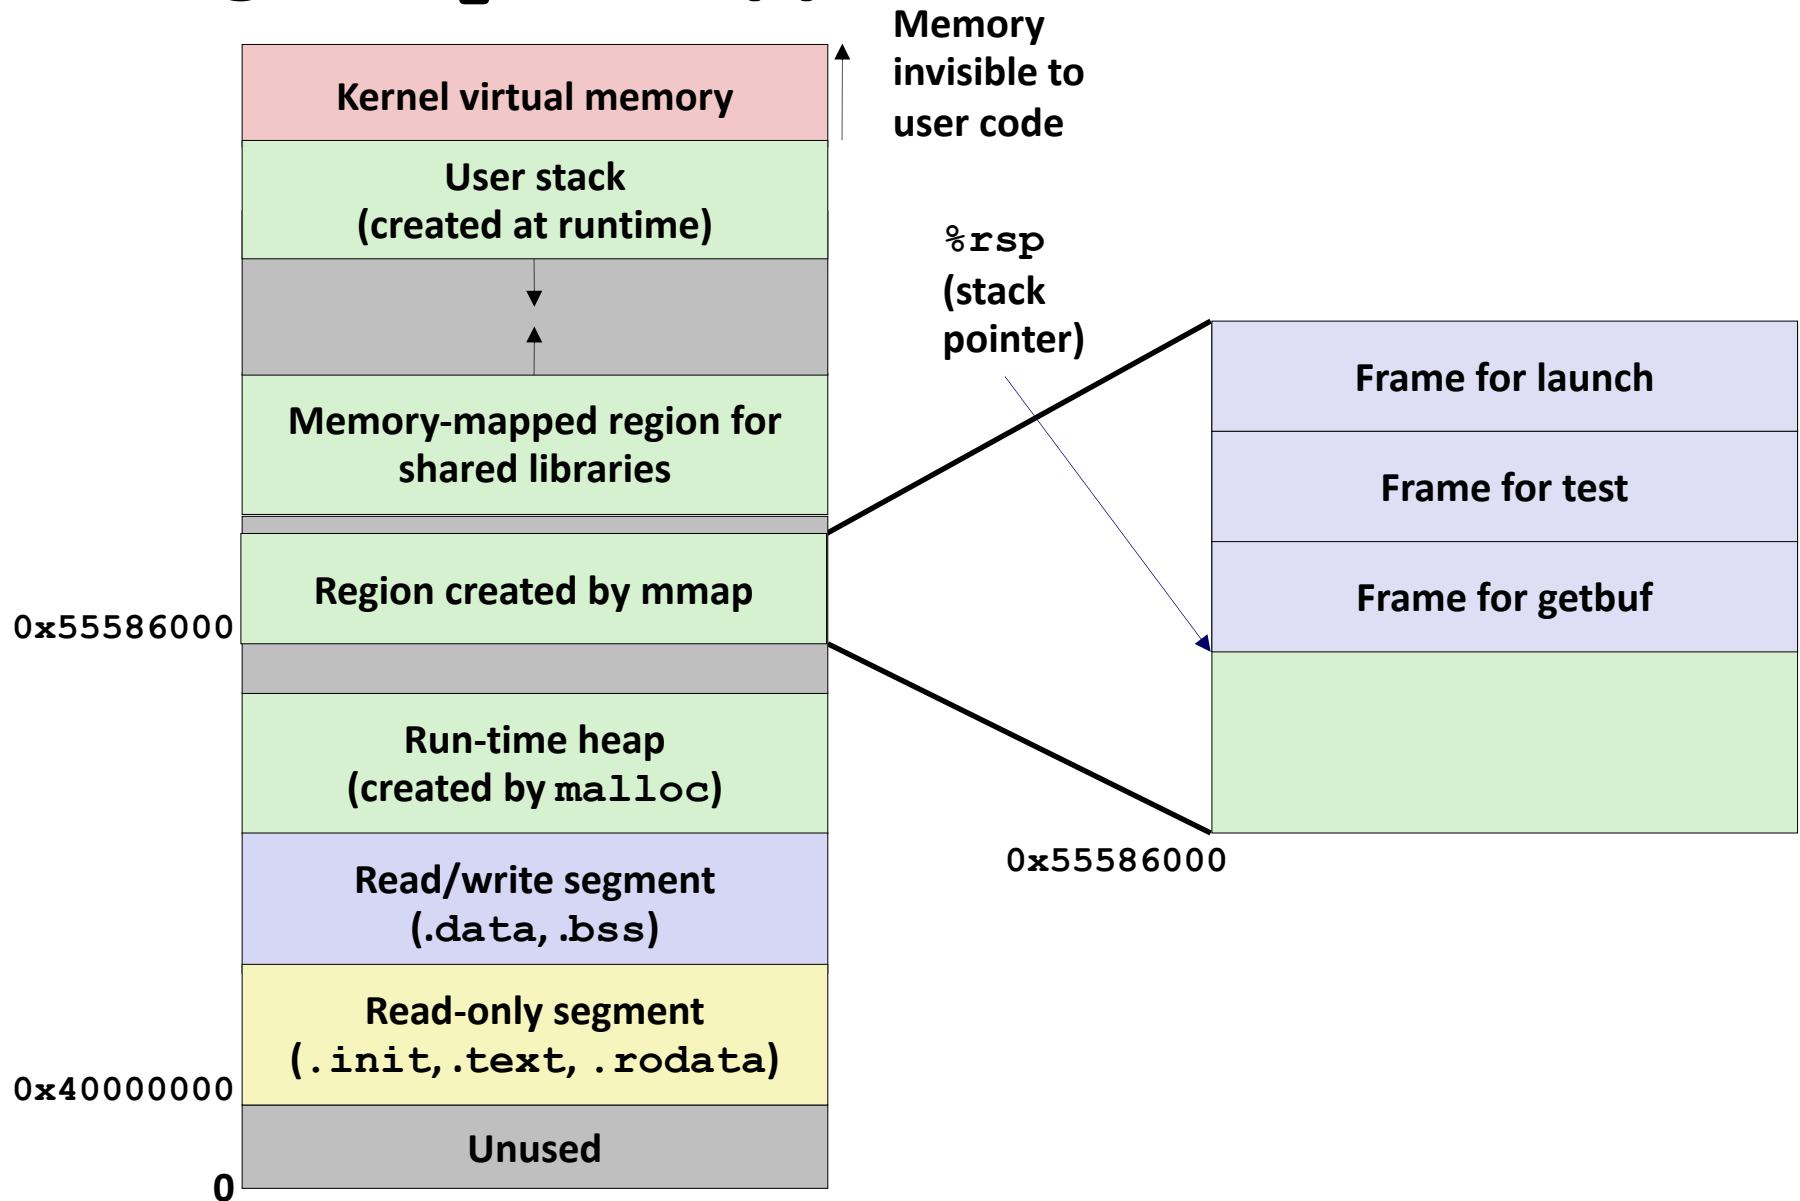 Memory
invisible to
user code
Kernel virtual memory
User stack
(created at runtime)
%rsp
(stack
pointer)
Memory-mapped region for
shared libraries
Region created by mmap
0x55586000
Run-time heap
(created by malloc)
Read/write segment
(.data, .bss)
Read-only segment
(.init, .text, .rodata)
0x40000000
Unused
0
Frame for launch
Frame for test
Frame for getbuf
0x55586000